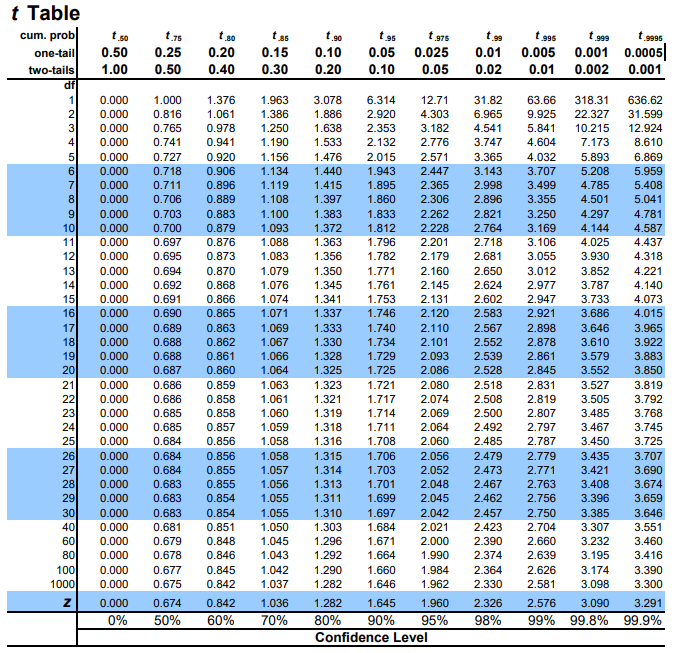 t Table
cum. prob t .50 t .75 t .80 t .85 t .90 t .95 t .975 t .99 t .995 t .999 t .9995
one-tail 0.50 0.25 0.20 0.15 0.10 0.05 0.025 0.01 0.005 0.001 0.0005
two-tails 1.00 0.50 0.40 0.30 0.20 0.10 0.05 0.02 0.01 0.002 0.001
df
1 0.000 1.000 1.376 1.963 3.078 6.314 12.71 31.82 63.66 318.31 636.62
2 0.000 0.816 1.061 1.386 1.886 2.920 4.303 6.965 9.925 22.327 31.599
3 0.000 0.765 0.978 1.250 1.638 2.353 3.182 4.541 5.841 10.215 12.924
4 0.000 0.741 0.941 1.190 1.533 2.132 2.776 3.747 4.604 7.173 8.610
5 0.000 0.727 0.920 1.156 1.476 2.015 2.571 3.365 4.032 5.893 6.869
6 0.000 0.718 0.906 1.134 1.440 1.943 2.447 3.143 3.707 5.208 5.959
7 0.000 0.711 0.896 1.119 1.415 1.895 2.365 2.998 3.499 4.785 5.408
8 0.000 0.706 0.889 1.108 1.397 1.860 2.306 2.896 3.355 4.501 5.041
9 0.000 0.703 0.883 1.100 1.383 1.833 2.262 2.821 3.250 4.297 4.781
10 0.000 0.700 0.879 1.093 1.372 1.812 2.228 2.764 3.169 4.144 4.587
11 0.000 0.697 0.876 1.088 1.363 1.796 2.201 2.718 3.106 4.025 4.437
12 0.000 0.695 0.873 1.083 1.356 1.782 2.179 2.681 3.055 3.930 4.318
13 0.000 0.694 0.870 1.079 1.350 1.771 2.160 2.650 3.012 3.852 4.221
14 0.000 0.692 0.868 1.076 1.345 1.761 2.145 2.624 2.977 3.787 4.140
15 0.000 0.691 0.866 1.074 1.341 1.753 2.131 2.602 2.947 3.733 4.073
16 0.000 0.690 0.865 1.071 1.337 1.746 2.120 2.583 2.921 3.686 4.015
17 0.000 0.689 0.863 1.069 1.333 1.740 2.110 2.567 2.898 3.646 3.965
18 0.000 0.688 0.862 1.067 1.330 1.734 2.101 2.552 2.878 3.610 3.922
19 0.000 0.688 0.861 1.066 1.328 1.729 2.093 2.539 2.861 3.579 3.883
20 0.000 0.687 0.860 1.064 1.325 1.725 2.086 2.528 2.845 3.552 3.850
21 0.000 0.686 0.859 1.063 1.323 1.721 2.080 2.518 2.831 3.527 3.819
22 0.000 0.686 0.858 1.061 1.321 1.717 2.074 2.508 2.819 3.505 3.792
23 0.000 0.685 0.858 1.060 1.319 1.714 2.069 2.500 2.807 3.485 3.768
24 0.000 0.685 0.857 1.059 1.318 1.711 2.064 2.492 2.797 3.467 3.745
25 0.000 0.684 0.856 1.058 1.316 1.708 2.060 2.485 2.787 3.450 3.725
26 0.000 0.684 0.856 1.058 1.315 1.706 2.056 2.479 2.779 3.435 3.707
27 0.000 0.684 0.855 1.057 1.314 1.703 2.052 2.473 2.771 3.421 3.690
28 0.000 0.683 0.855 1.056 1.313 1.701 2.048 2.467 2.763 3.408 3.674
29 0.000 0.683 0.854 1.055 1.311 1.699 2.045 2.462 2.756 3.396 3.659
30 0.000 0.683 0.854 1.055 1.310 1.697 2.042 2.457 2.750 3.385 3.646
40 0.000 0.681 0.851 1.050 1.303 1.684 2.021 2.423 2.704 3.307 3.551
60 0.000 0.679 0.848 1.045 1.296 1.671 2.000 2.390 2.660 3.232 3.460
80 0.000 0.678 0.846 1.043 1.292 1.664 1.990 2.374 2.639 3.195 3.416
100 0.000 0.677 0.845 1.042 1.290 1.660 1.984 2.364 2.626 3.174 3.390
1000 0.000 0.675 0.842 1.037 1.282 1.646 1.962 2.330 2.581 3.098 3.300
Z 0.000 0.674 0.842 1.036 1.282 1.645 1.960 2.326 2.576 3.090 3.291
0% 50% 60% 70% 80% 90% 95% 98% 99% 99.8% 99.9%
Confidence Level